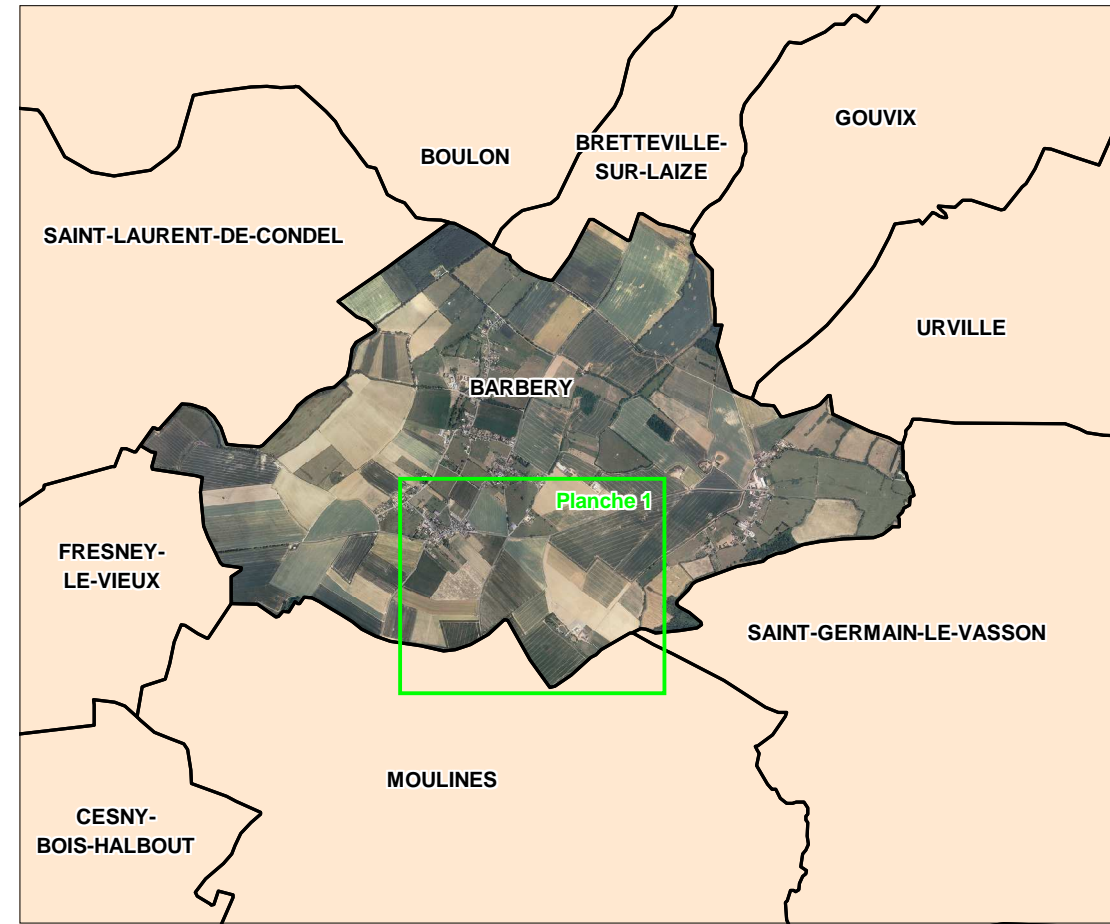 GOUVIX
BRETTEVILLE-
SUR-LAIZE
BOULON
SAINT-LAURENT-DE-CONDEL
URVILLE
BARBERY
Planche 1
FRESNEY-
LE-VIEUX
SAINT-GERMAIN-LE-VASSON
MOULINES
CESNY-
BOIS-HALBOUT